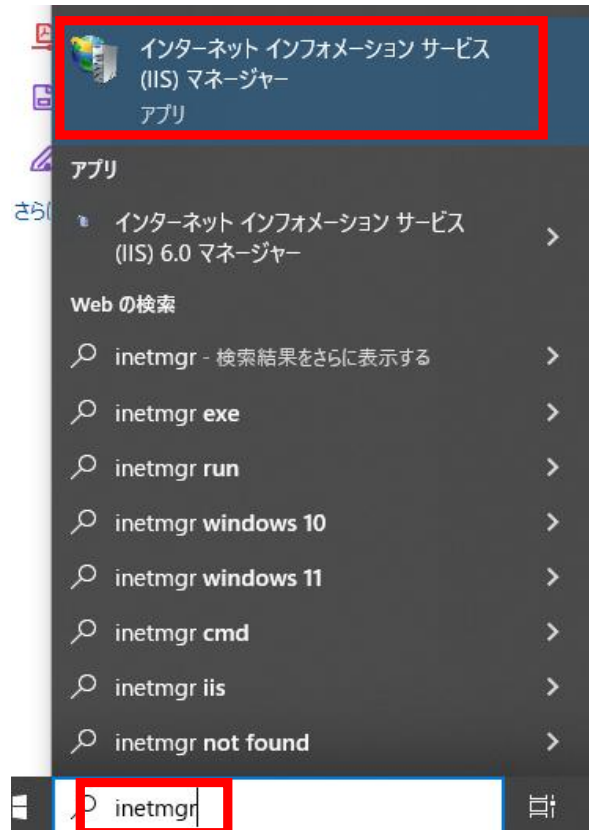 インターネット インフォメーション サービス
(IIS) マネージャー
アプリ
アプリ
さらに
インターネット インフォメーション サービス
(IIS) 6.0 マネージャー
Web の検索
inetmgr - 検索結果をさらに表示する
inetmgr exe
inetmgr run
inetmgr windows 10
inetmgr windows 11
inetmgr cmd
inetmgr iis
inetmgr not found
inetmgr